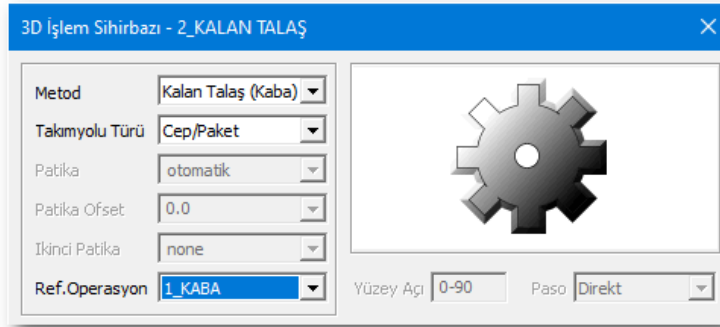 3D İşlem Sihirbazı - 2_KALAN TALAŞ
Metod Kalan Talaş (Kaba)
Takımyolu Türü Cep/Paket
Patika otomatik
Patika Ofset 0.0
Ikinci Patika none
Ref.Operasyon 1_KABA
Yüzey Açı 0-90 Paso Direkt